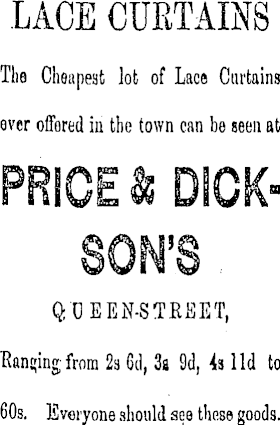 LACE CURTAINS
The Cheapest lot of Lace Curtains
ever offered in the town can be seen at
PRICE & DICK-
SON'S
QUEEN-STREET,
Ranging from 2s 6d, 3s 9d, 4s 11d to
60s. Everyone should see these goods.